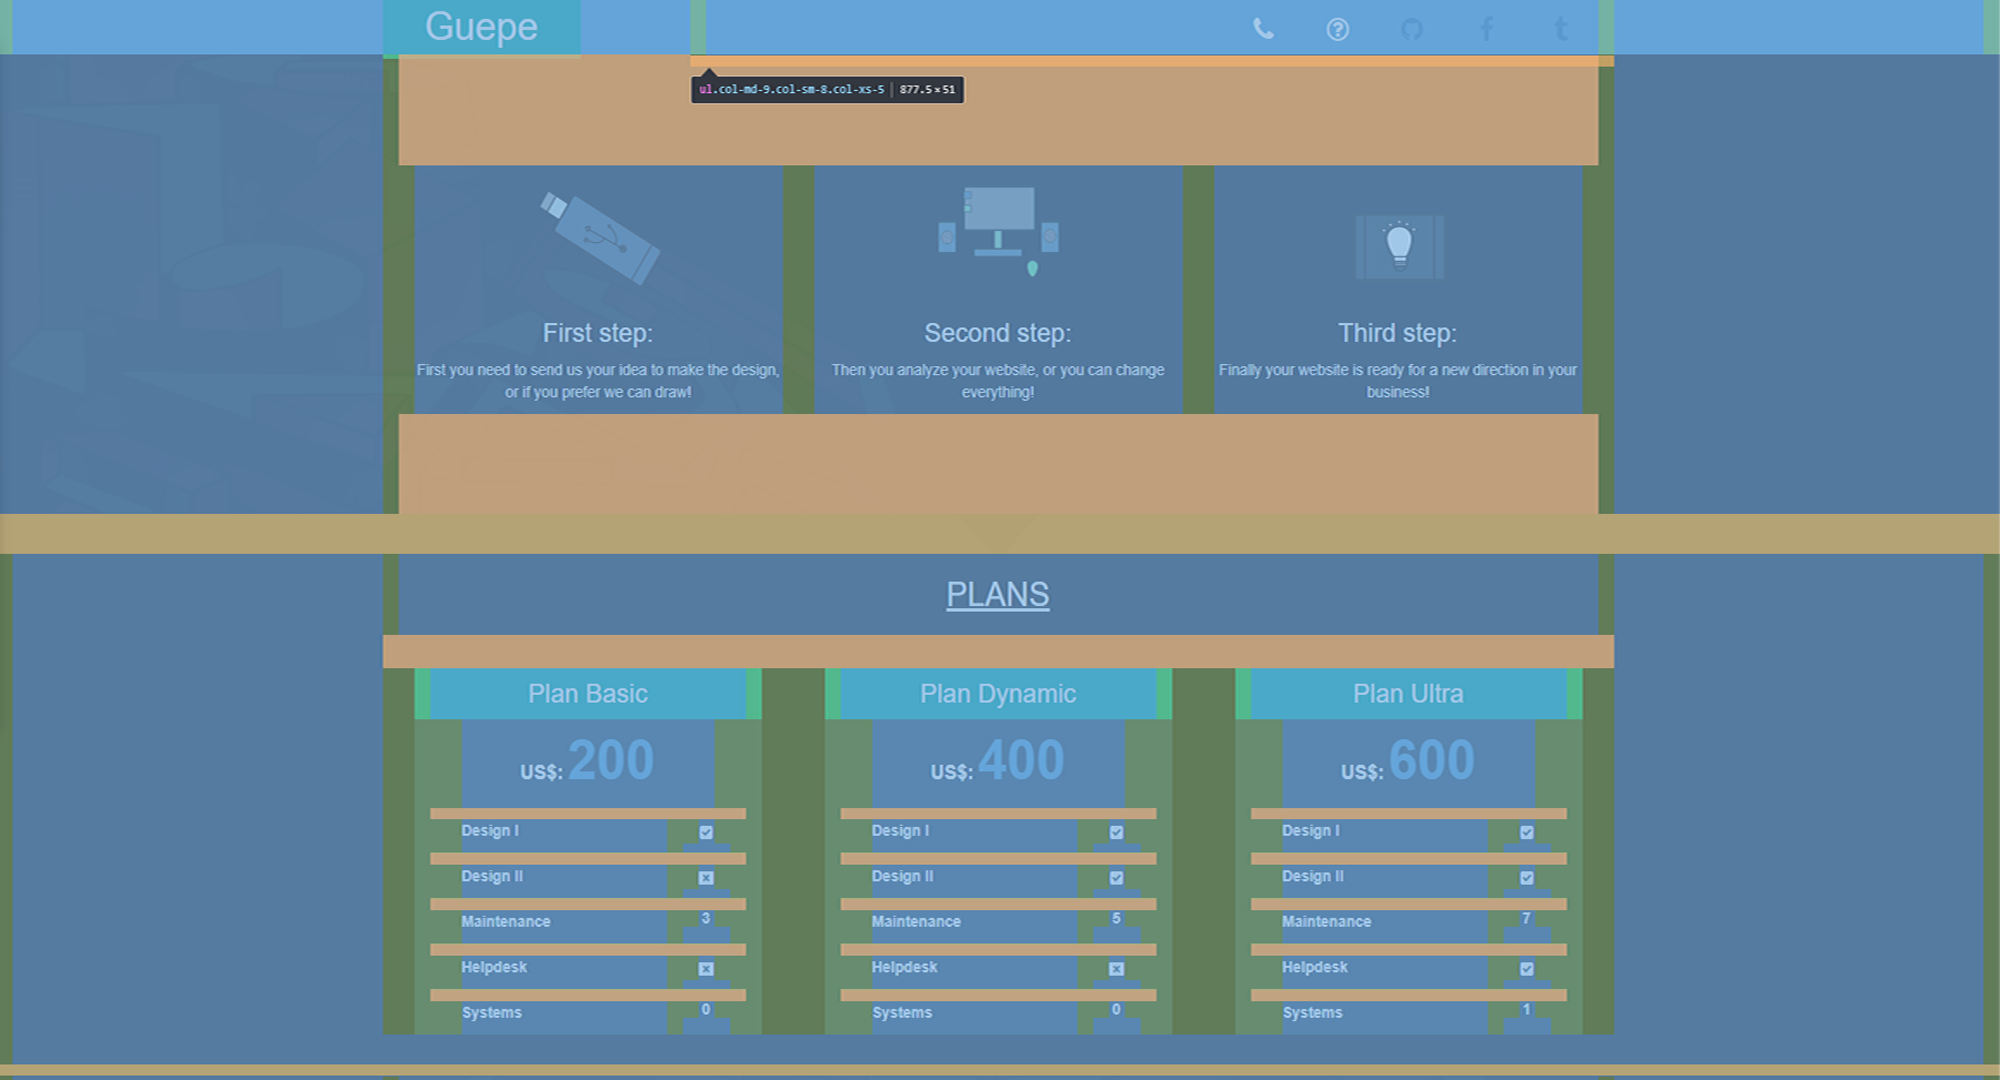 Guepe
ul.col-md-9.col-sm-8.col-xs-5 | 877.5×51
First step:
First you need to send us your idea to make the design,
or if you prefer we can draw!
Second step:
Then you analyze your website, or you can change
everything!
Third step:
Finally your website is ready for a new direction in your
business!
PLANS
Plan Basic
US$: 200
Design I
Design II
Maintenance 3
Helpdesk
Systems 0
Plan Dynamic
US$: 400
Design I
Design II
Maintenance 5
Helpdesk
Systems 0
Plan Ultra
US$: 600
Design I
Design II
Maintenance 7
Helpdesk
Systems 1